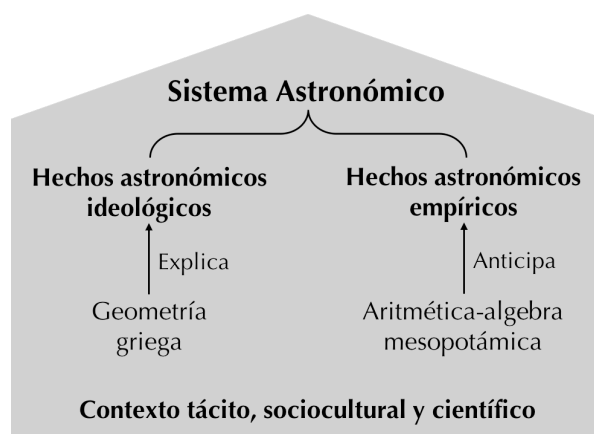 Sistema Astronómico
Hechos astronómicos
ideológicos
Hechos astronómicos
empíricos
Explica
Anticipa
Geometría
griega
Aritmética-algebra
mesopotámica
Contexto tácito, sociocultural y científico